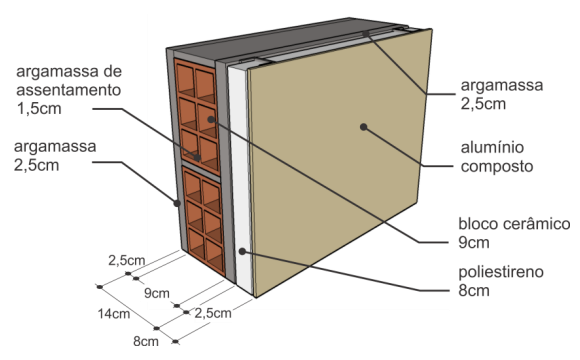 argamassa de
assentamento
1,5cm
argamassa
2,5cm
argamassa
2,5cm
alumínio
composto
bloco cerâmico
9cm
poliestireno
8cm
2,5cm
9cm
14cm
2,5cm
8cm